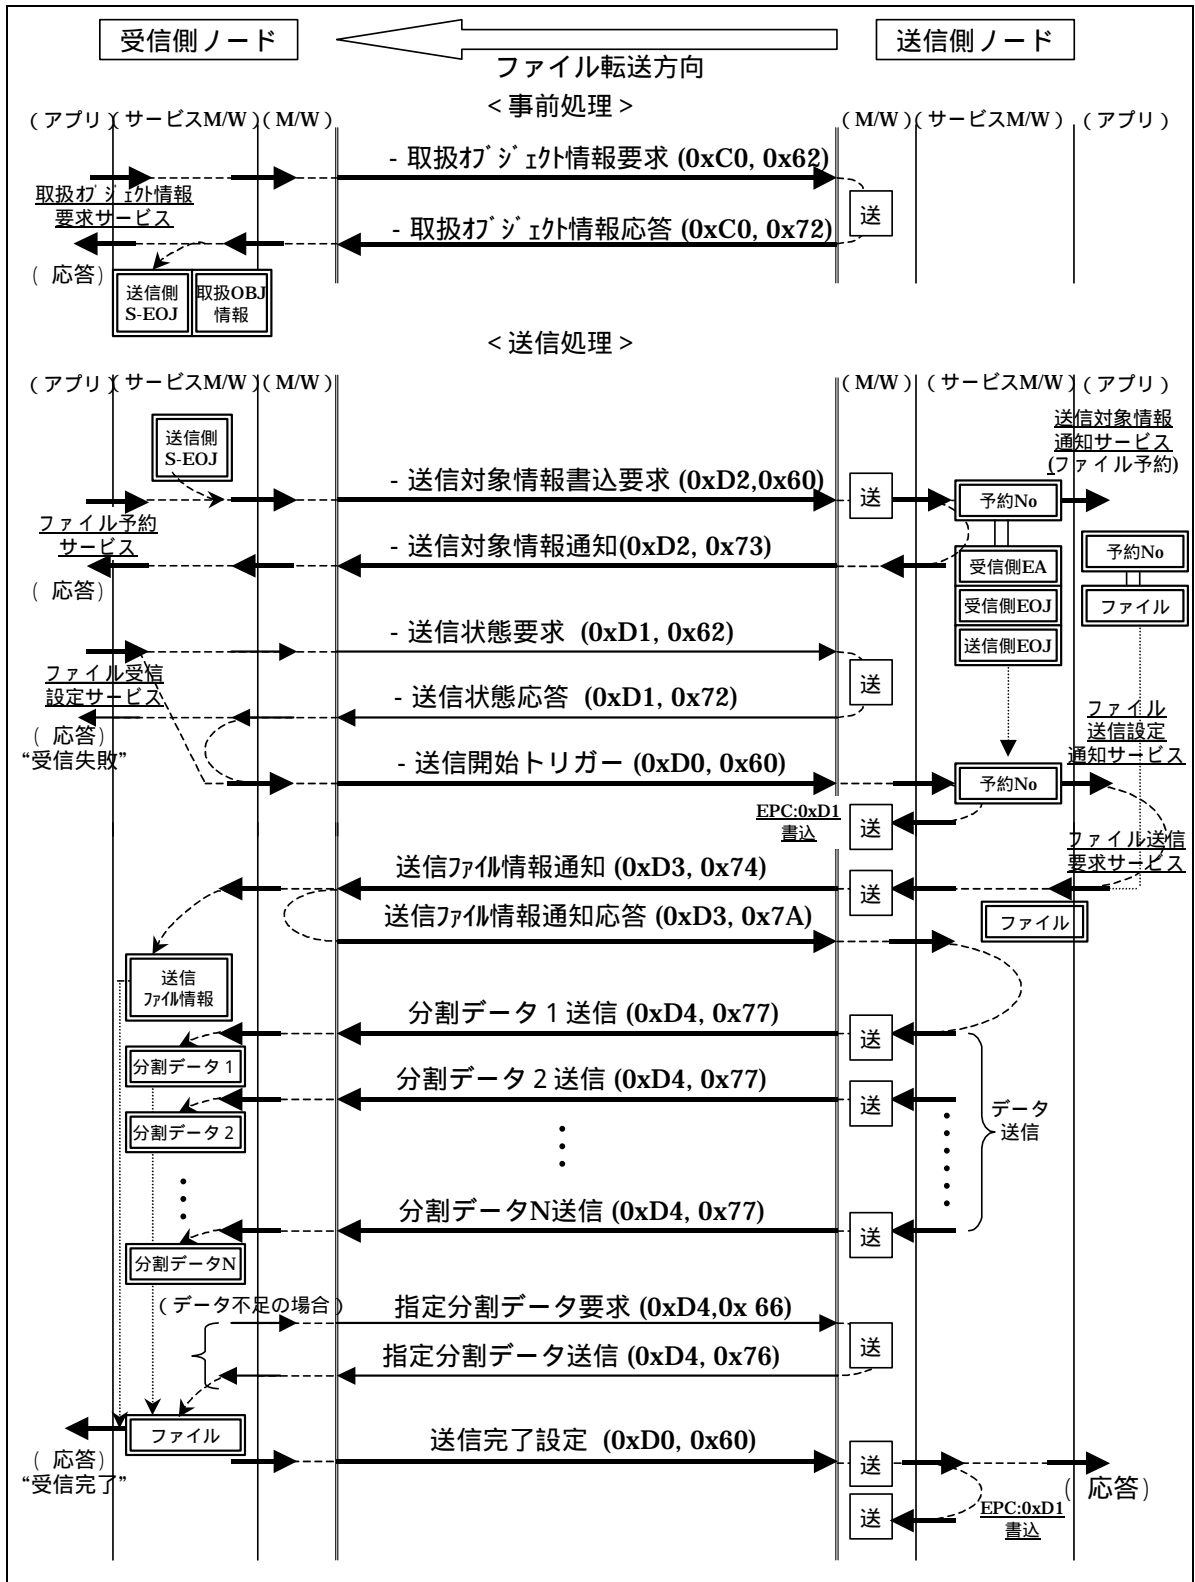 受信側ノード
送信側ノード
ファイル転送方向
＜事前処理＞
(アプリ)(サービスM/W)(M/W)
(M/W)(サービスM/W)(アプリ)
- 取扱オブジェクト情報要求 (0xC0, 0x62)
取扱オブジェクト情報
要求サービス
送
- 取扱オブジェクト情報応答 (0xC0, 0x72)
( 応答)
送信側
S-EOJ
取扱OBJ
情報
＜送信処理＞
(アプリ)(サービスM/W)(M/W)
(M/W)(サービスM/W)(アプリ)
送信側
S-EOJ
送信対象情報
通知サービス
(ファイル予約)
- 送信対象情報書込要求 (0xD2,0x60)
送
予約No
ファイル予約
サービス
- 送信対象情報通知(0xD2, 0x73)
( 応答)
受信側EA
受信側EOJ
送信側EOJ
予約No
ファイル
- 送信状態要求 (0xD1, 0x62)
ファイル受信
設定サービス
送
- 送信状態応答 (0xD1, 0x72)
( 応答)
“受信失敗”
ファイル
送信設定
通知サービス
- 送信開始トリガー (0xD0, 0x60)
予約No
EPC:0xD1
書込
送
ファイル送信
要求サービス
送信ファイル情報通知 (0xD3, 0x74)
送
送信ファイル情報通知応答 (0xD3, 0x7A)
ファイル
送信
ファイル情報
分割データ１送信 (0xD4, 0x77)
送
分割データ１
分割データ２送信 (0xD4, 0x77)
送
分割データ２
データ
送信
分割データN送信 (0xD4, 0x77)
送
分割データN
(データ不足の場合)
指定分割データ要求 (0xD4,0x 66)
送
指定分割データ送信 (0xD4, 0x76)
ファイル
( 応答)
“受信完了”
送信完了設定 (0xD0, 0x60)
送
( 応答)
送
EPC:0xD1
書込